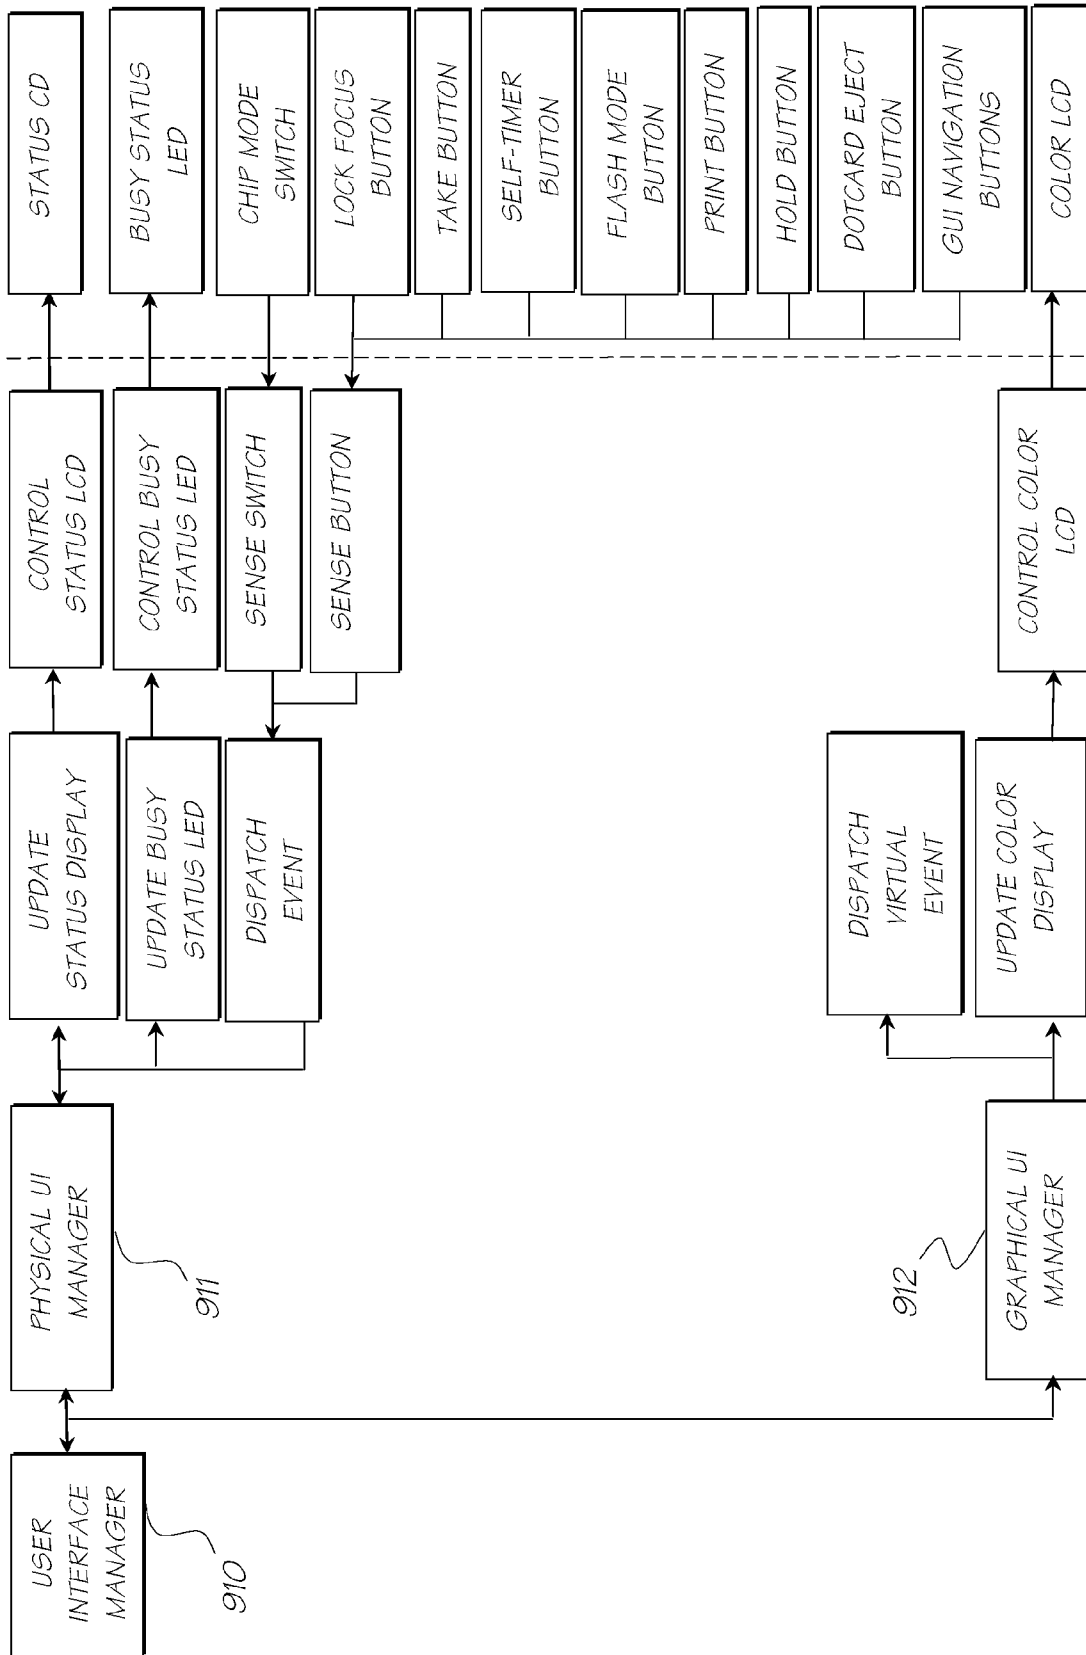 USER
INTERFACE
MANAGER
910
PHYSICAL UI
MANAGER
911
UPDATE
STATUS DISPLAY
UPDATE BUSY
STATUS LED
DISPATCH
EVENT
CONTROL
STATUS LCD
CONTROL BUSY
STATUS LED
SENSE SWITCH
SENSE BUTTON
STATUS CD
BUSY STATUS
LED
CHIP MODE
SWITCH
LOCK FOCUS
BUTTON
TAKE BUTTON
SELF-TIMER
BUTTON
FLASH MODE
BUTTON
PRINT BUTTON
HOLD BUTTON
DOTCARD EJECT
BUTTON
GUI NAVIGATION
BUTTONS
912
GRAPHICAL UI
MANAGER
DISPATCH
VIRTUAL
EVENT
UPDATE COLOR
DISPLAY
CONTROL COLOR
LCD
COLOR LCD